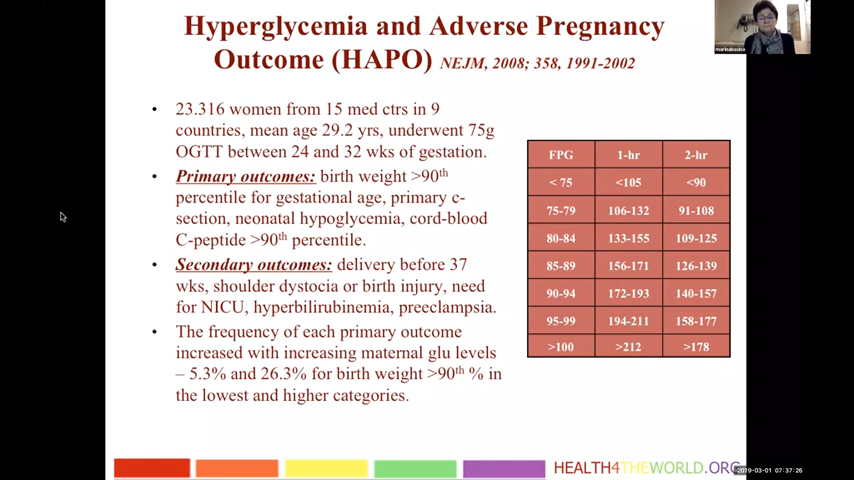 Hyperglycemia and Adverse Pregnancy
Outcome (HAPO) NEJM, 2008; 358, 1991-2002
marinabasina
• 23.316 women from 15 med ctrs in 9
countries, mean age 29.2 yrs, underwent 75g
OGTT between 24 and 32 wks of gestation.
• Primary outcomes: birth weight >90th
percentile for gestational age, primary c-
section, neonatal hypoglycemia, cord-blood
C-peptide >90th percentile.
• Secondary outcomes: delivery before 37
wks, shoulder dystocia or birth injury, need
for NICU, hyperbilirubinemia, preeclampsia.
• The frequency of each primary outcome
increased with increasing maternal glu levels
– 5.3% and 26.3% for birth weight >90th % in
the lowest and higher categories.
FPG 1-hr 2-hr
< 75 <105 <90
75-79 106-132 91-108
80-84 133-155 109-125
85-89 156-171 126-139
90-94 172-193 140-157
95-99 194-211 158-177
>100 >212 >178
HEALTH4THEWORLD.ORG
2019-03-01 07:37:26